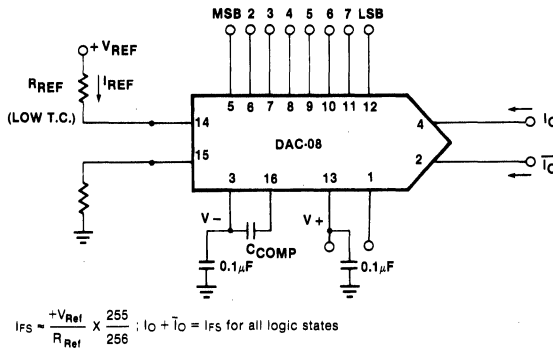 MSB 2 3 4 5 6 7 LSB
+ VREF
RREF
IREF
(LOW T.C.)
5 6 7 8 9 10 11 12
14
4
IO
DAC-08
15
2
IO
3 16 13 1
V −
V +
CCOMP
0.1μF
0.1μF
IFS ≈ +VRef / RRef X 255 / 256 ; IO + IO = IFS for all logic states